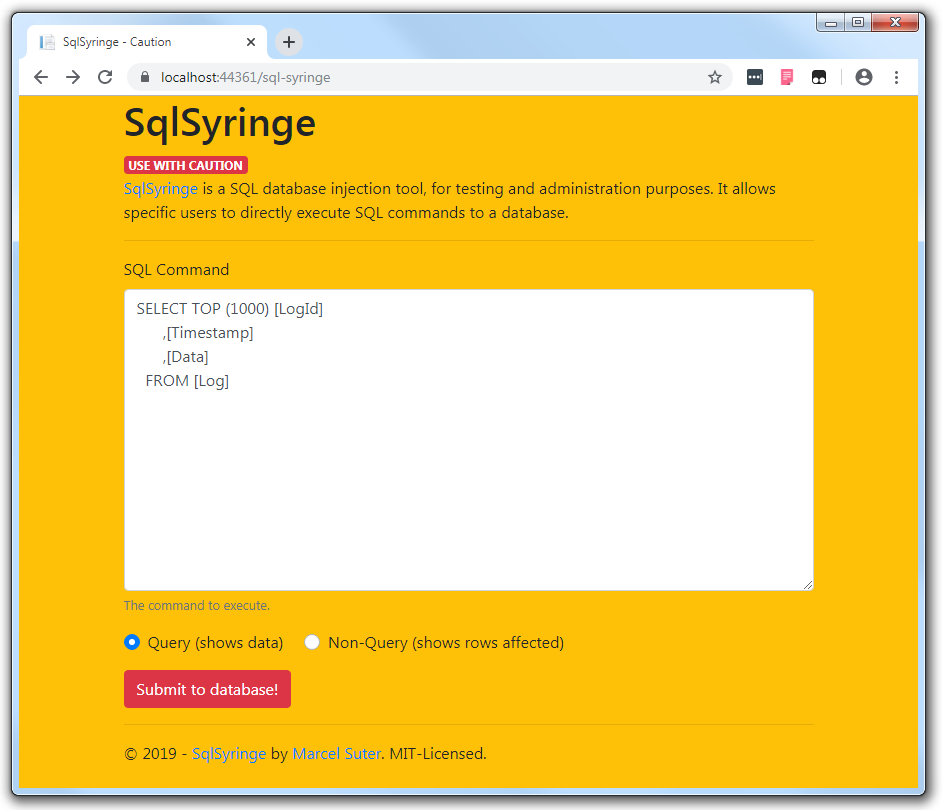 SqlSyringe - Caution
localhost:44361/sql-syringe
SqlSyringe
USE WITH CAUTION
SqlSyringe is a SQL database injection tool, for testing and administration purposes. It allows
specific users to directly execute SQL commands to a database.
SQL Command
SELECT TOP (1000) [LogId]
,[Timestamp]
,[Data]
FROM [Log]
The command to execute.
Query (shows data) Non-Query (shows rows affected)
Submit to database!
© 2019 - SqlSyringe by Marcel Suter. MIT-Licensed.